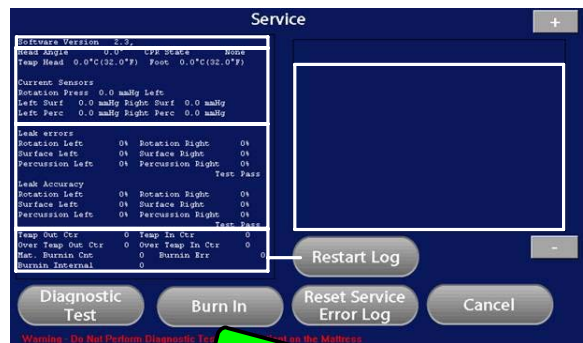 Service
+
Software Version 2.3,
Head Angle 0.0° CPR State None
Temp Head 0.0°C(32.0°F) Foot 0.0°C(32.0°F)
Current Sensors
Rotation Press 0.0 mmHg Left
Left Surf 0.0 mmHg Right Surf 0.0 mmHg
Left Perc 0.0 mmHg Right Perc 0.0 mmHg
Leak errors
Rotation Left 0% Rotation Right 0%
Surface Left 0% Surface Right 0%
Percussion Left 0% Percussion Right 0%
Test Pass
Leak Accuracy
Rotation Left 0% Rotation Right 0%
Surface Left 0% Surface Right 0%
Percussion Left 0% Percussion Right 0%
Test Pass
Temp Out Ctr 0 Temp In Ctr 0
Over Temp Out Ctr 0 Over Temp In Ctr 0
Mat. Burnin Cnt 0 Burnin Err 0
Burnin Internal 0
-
Restart Log
Diagnostic
Test
Burn In
Reset Service
Error Log
Cancel
Warning - Do Not Perform Diagnostic on the Mattress